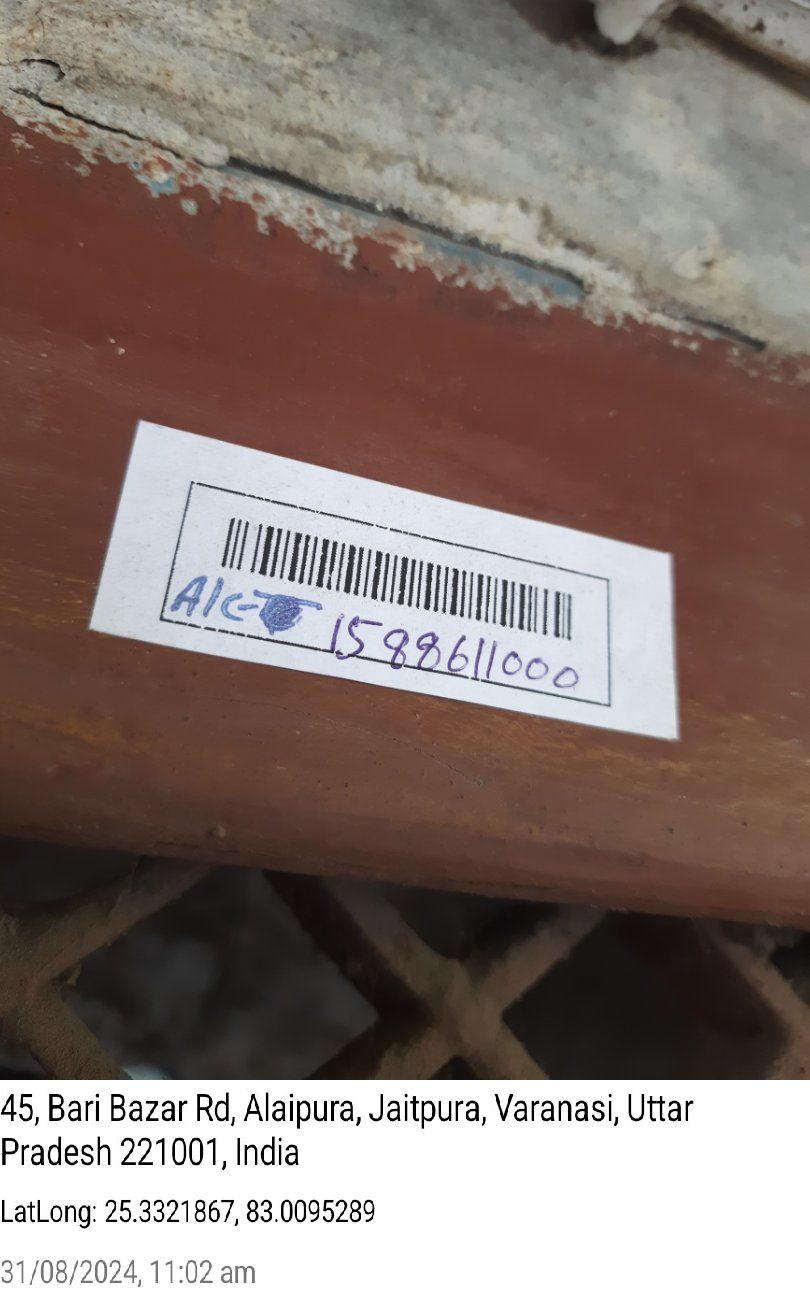 A/c- 1588611000
45, Bari Bazar Rd, Alaipura, Jaitpura, Varanasi, Uttar
Pradesh 221001, India
LatLong: 25.3321867, 83.0095289
31/08/2024, 11:02 am